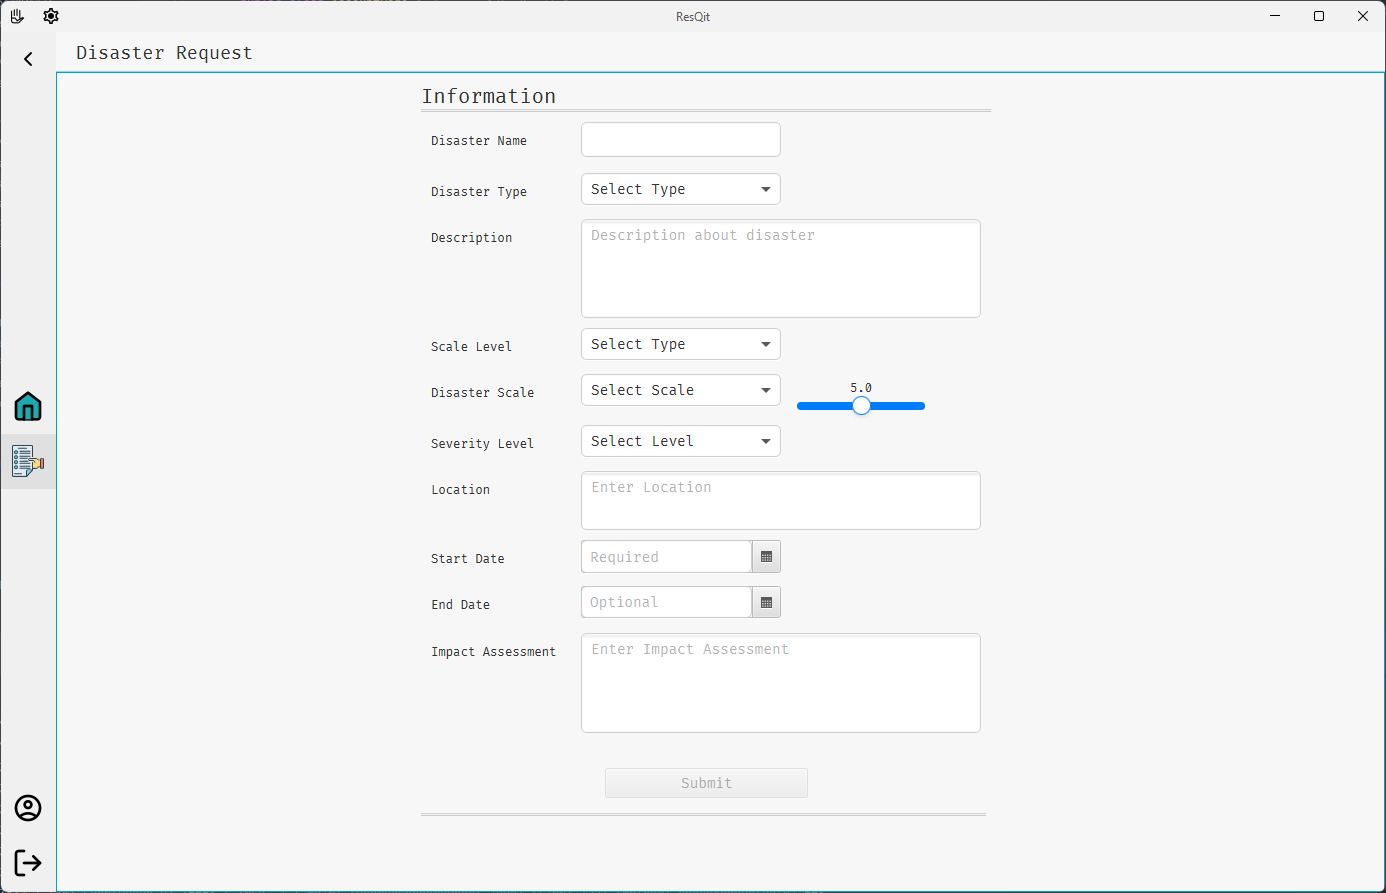 ResQit
Disaster Request
Information
Disaster Name
Disaster Type
Select Type
Description
Description about disaster
Scale Level
Select Type
Disaster Scale
Select Scale
5.0
Severity Level
Select Level
Location
Enter Location
Start Date
Required
End Date
Optional
Impact Assessment
Enter Impact Assessment
Submit